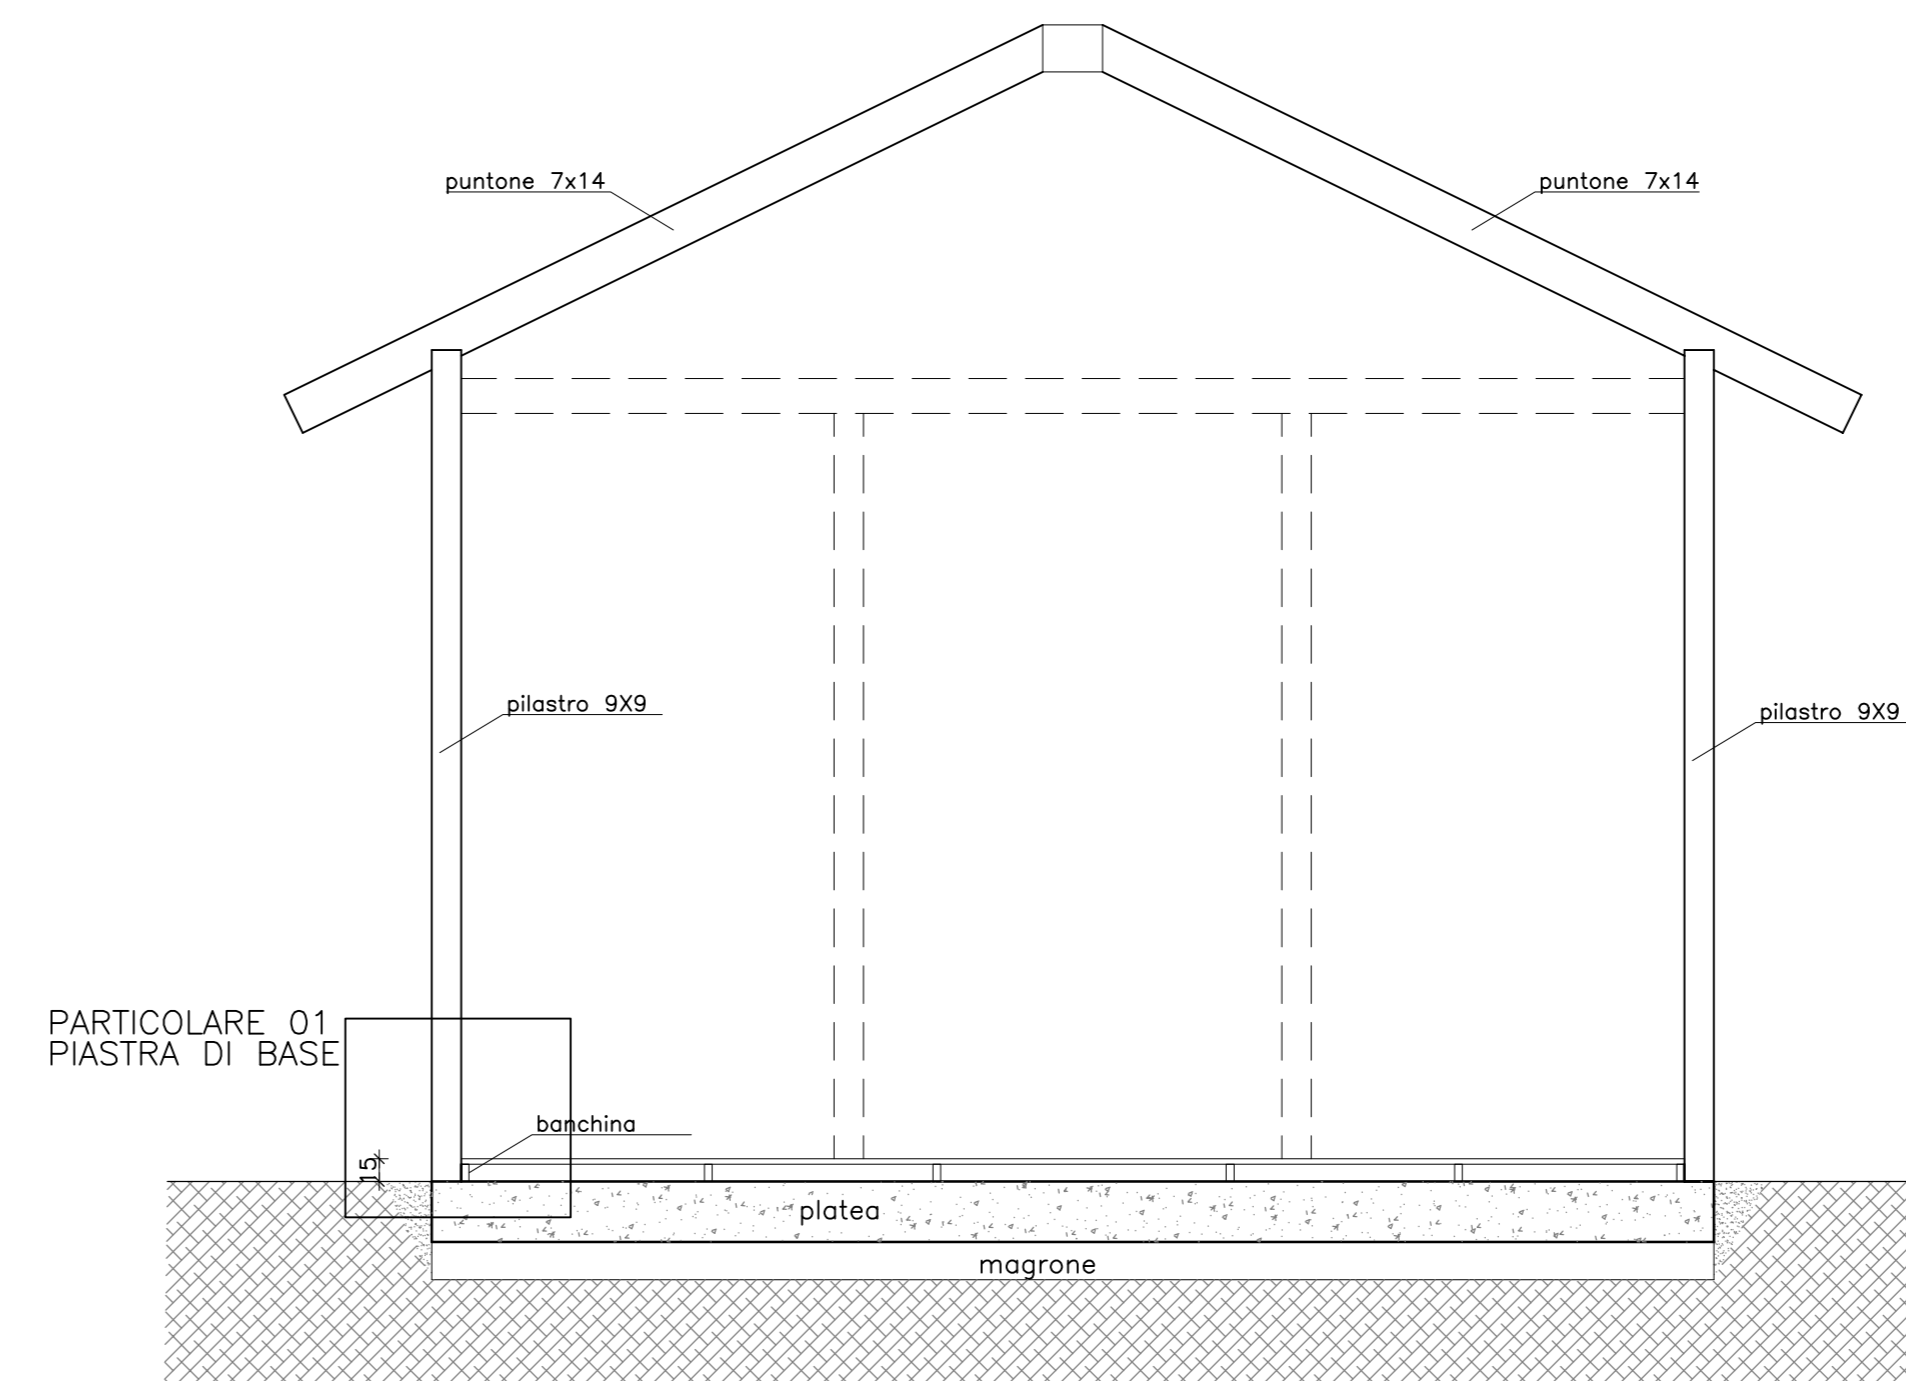 puntone 7x14
puntone 7x14
pilastro 9X9
pilastro 9X9
PARTICOLARE 01
PIASTRA DI BASE
banchina
15
platea
magrone